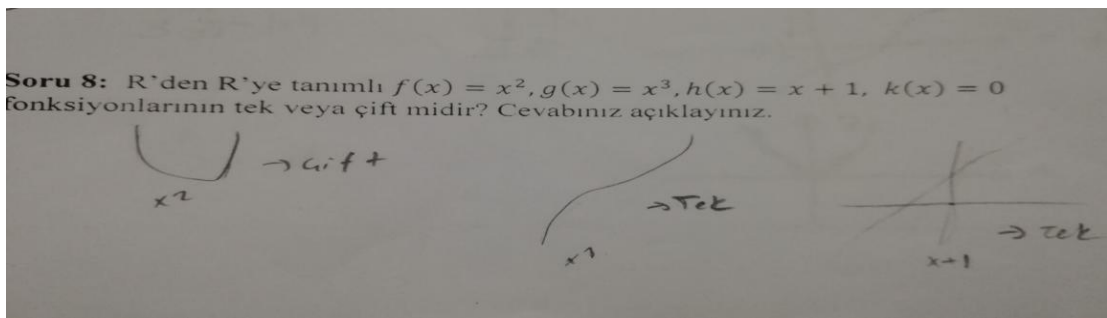 Soru 8: R'den R'ye tanımlı f(x) = x², g(x) = x³, h(x) = x + 1, k(x) = 0
fonksiyonlarının tek veya çift midir? Cevabınız açıklayınız.
→ Çift
x²
→ Tek
x³
→ Tek
x+1